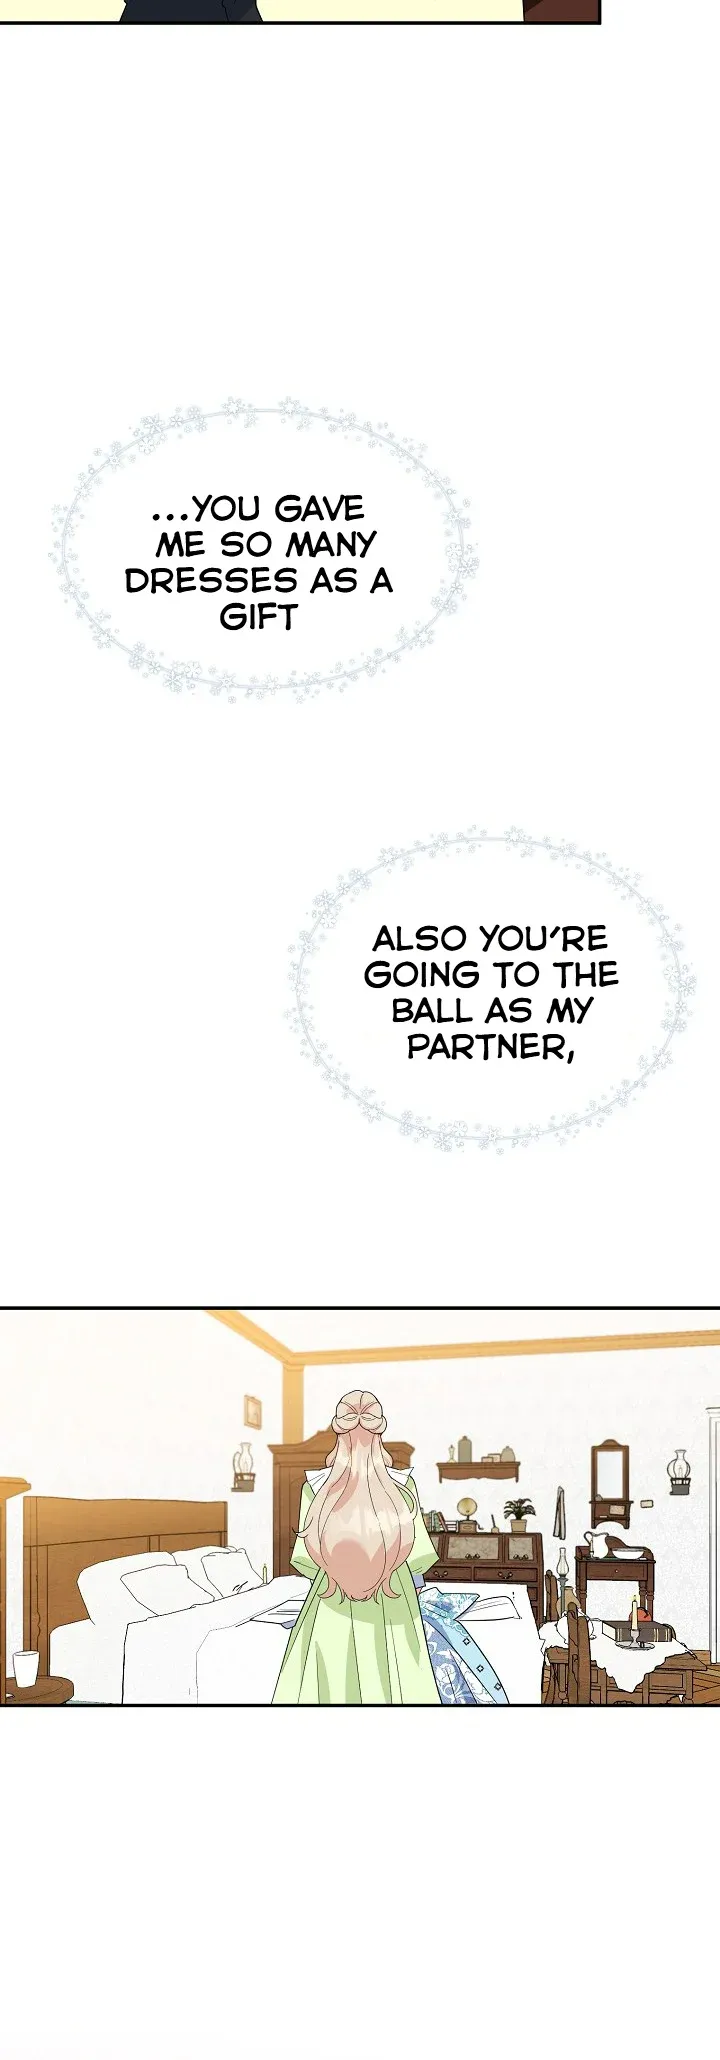 ...YOU GAVE
ME SO MANY
DRESSES AS A
GIFT
ALSO YOU'RE
GOING TO THE
BALL AS MY
PARTNER,